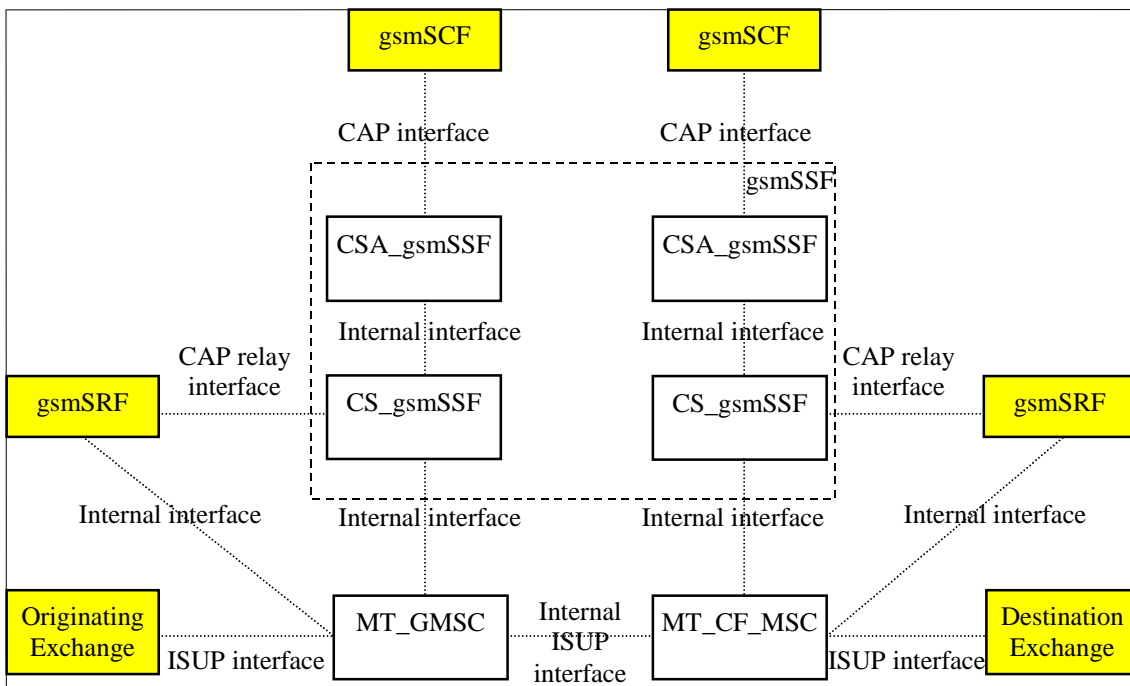 gsmSCF
gsmSCF
CAP interface
CAP interface
gsmSSF
CSA_gsmSSF
CSA_gsmSSF
Internal interface
Internal interface
CAP relay
interface
CAP relay
interface
gsmSRF
CS_gsmSSF
CS_gsmSSF
gsmSRF
Internal interface
Internal interface
Internal interface
Internal interface
Originating
Exchange
ISUP interface
MT_GMSC
Internal
ISUP
interface
MT_CF_MSC
ISUP interface
Destination
Exchange